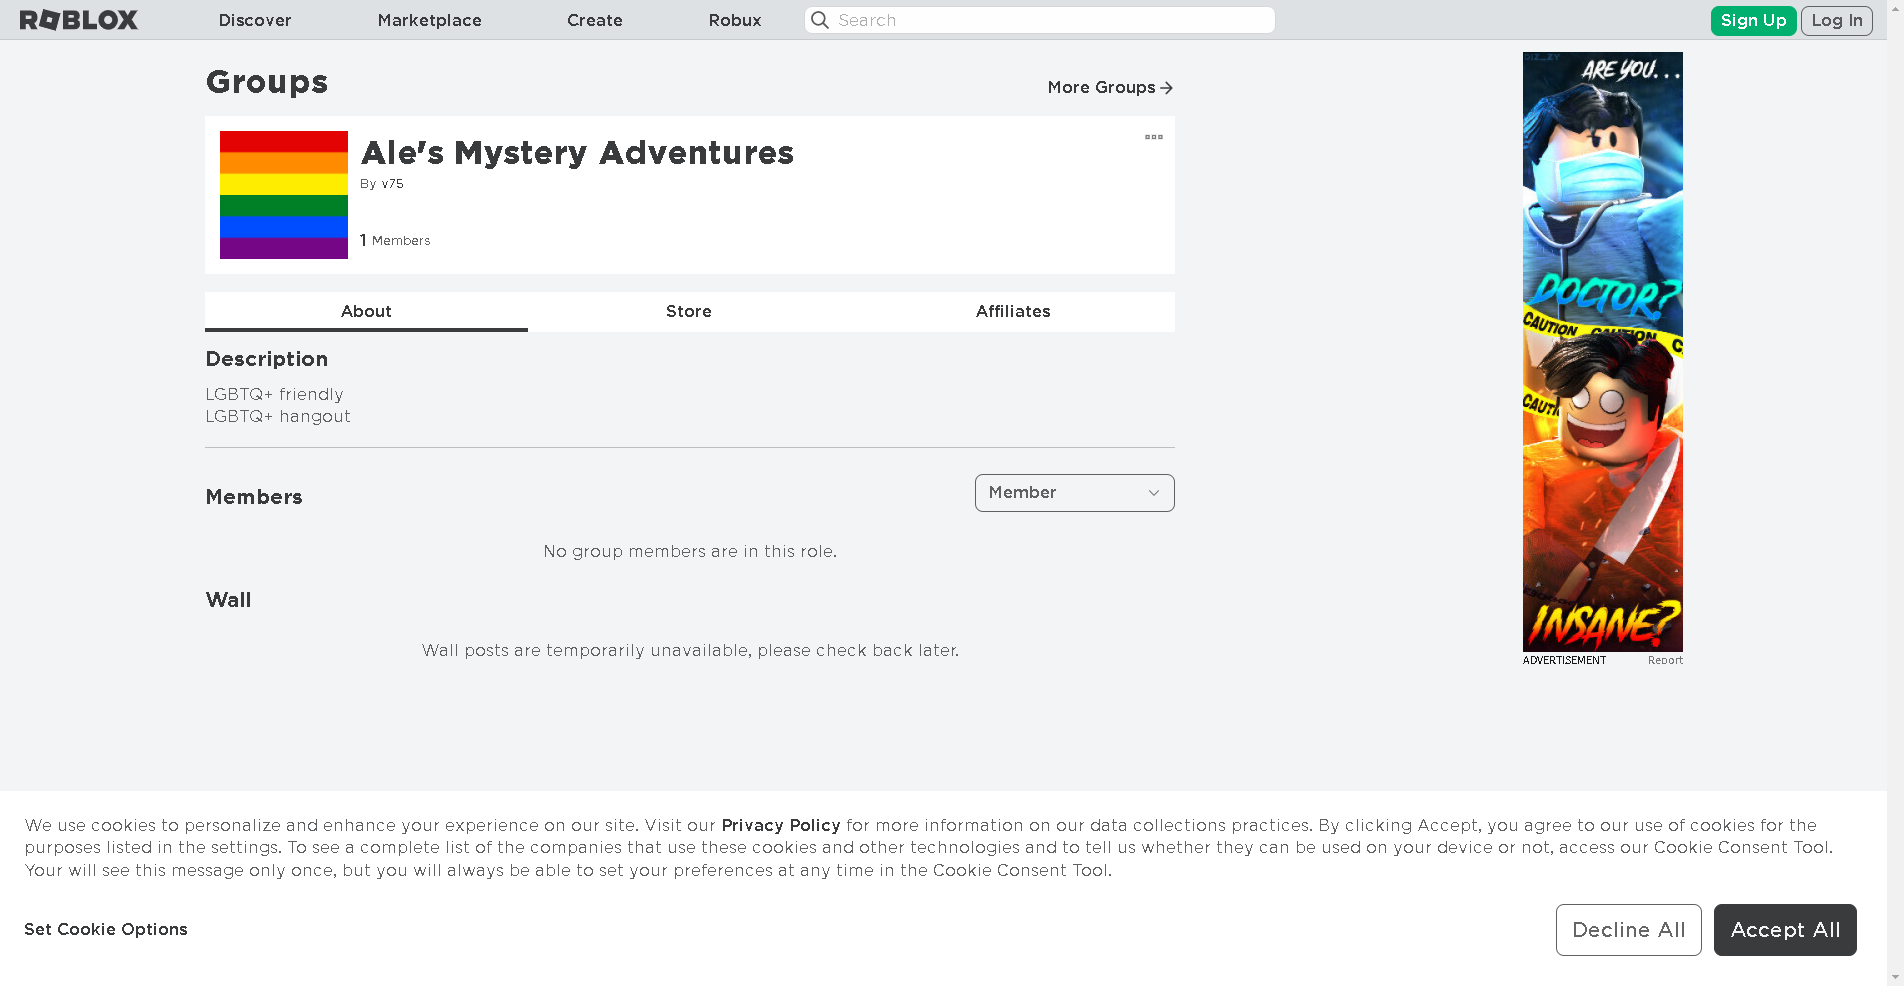 ROBLOX
Discover
Marketplace
Create
Robux
Search
Sign Up
Log In
Groups
More Groups
Ale's Mystery Adventures
By v75
1 Members
About
Store
Affiliates
Description
LGBTQ+ friendly
LGBTQ+ hangout
Members
Member
No group members are in this role.
Wall
Wall posts are temporarily unavailable, please check back later.
ARE YOU...
DOCTOR?
CAUTION CAUTION C
CAUTI
INSANE?
ADVERTISEMENT
Report
We use cookies to personalize and enhance your experience on our site. Visit our Privacy Policy for more information on our data collections practices. By clicking Accept, you agree to our use of cookies for the
purposes listed in the settings. To see a complete list of the companies that use these cookies and other technologies and to tell us whether they can be used on your device or not, access our Cookie Consent Tool.
Your will see this message only once, but you will always be able to set your preferences at any time in the Cookie Consent Tool.
Set Cookie Options
Decline All
Accept All